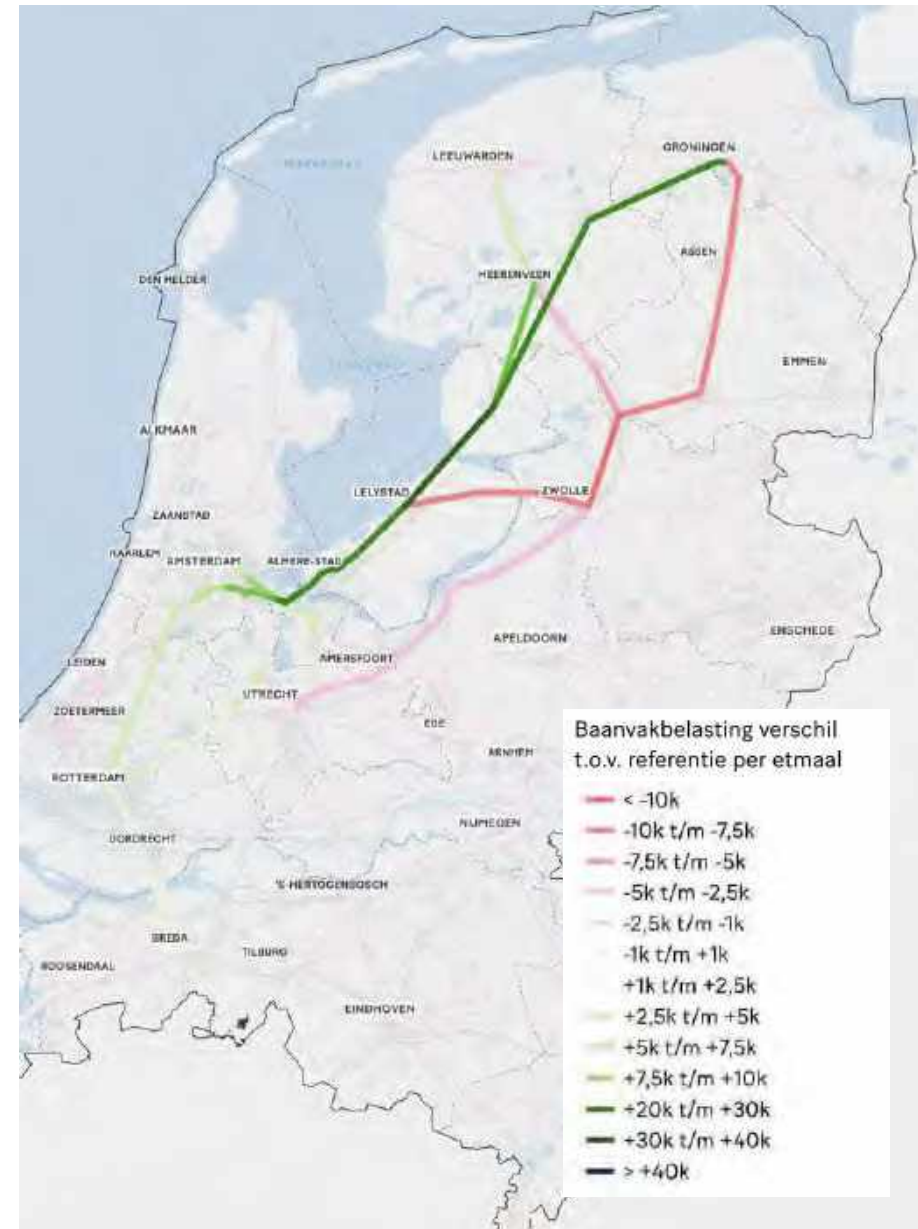 LEEUWARDEN
GRONINGEN
ASSEN
DEN HELDER
HEERENVEEN
EMMEN
ALKMAAR
LELYSTAD
ZWOLLE
ZAANSTAD
HAARLEM
AMSTERDAM
ALMERE-STAD
APELDOORN
ENSCHEDE
LEIDEN
AMERSFOORT
UTRECHT
ZOETERMEER
EDE
ARNHEM
ROTTERDAM
NIJMEGEN
DORDRECHT
'S-HERTOGENBOSCH
BREDA
TILBURG
ROOSENDAAL
EINDHOVEN
Baanvakbelasting verschil
t.o.v. referentie per etmaal
< -10k
-10k t/m -7,5k
-7,5k t/m -5k
-5k t/m -2,5k
-2,5k t/m -1k
-1k t/m +1k
+1k t/m +2,5k
+2,5k t/m +5k
+5k t/m +7,5k
+7,5k t/m +10k
+20k t/m +30k
+30k t/m +40k
> +40k